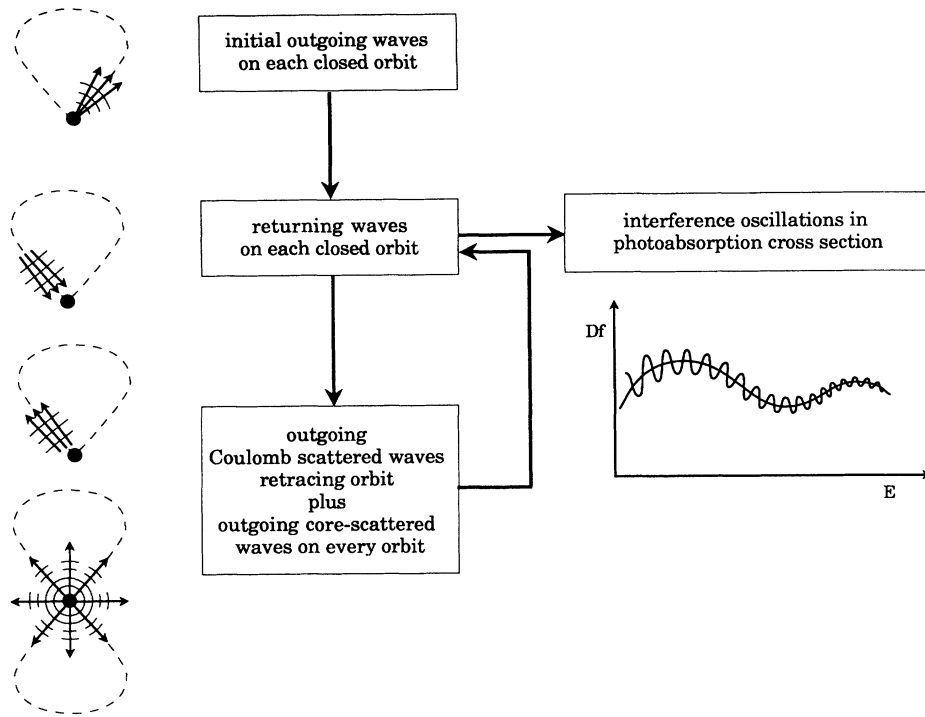 initial outgoing waves
on each closed orbit
returning waves
on each closed orbit
interference oscillations in
photoabsorption cross section
outgoing
Coulomb scattered waves
retracing orbit
plus
outgoing core-scattered
waves on every orbit
Df
E